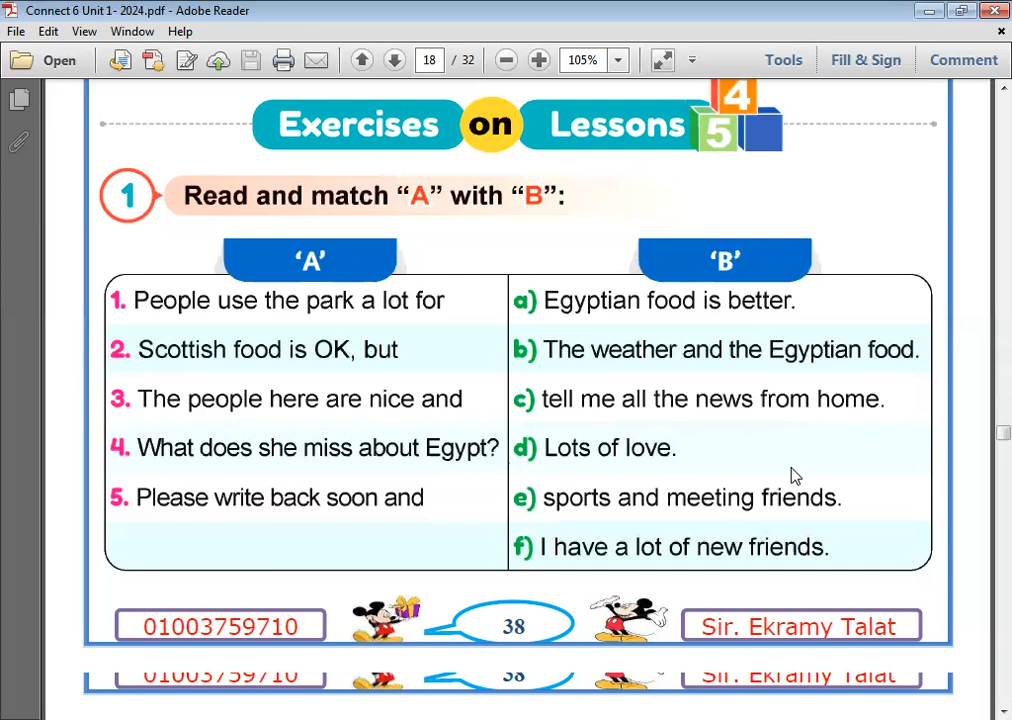 Connect 6 Unit 1- 2024.pdf - Adobe Reader
File Edit View Window Help
Open 18 / 32 105% Tools Fill & Sign Comment
4
Exercises on Lessons 5
1 Read and match “A” with “B”:
‘A’ ‘B’
1. People use the park a lot for a) Egyptian food is better.
2. Scottish food is OK, but b) The weather and the Egyptian food.
3. The people here are nice and c) tell me all the news from home.
4. What does she miss about Egypt? d) Lots of love.
5. Please write back soon and e) sports and meeting friends.
f) I have a lot of new friends.
01003759710 38 Sir. Ekramy Talat
01003759710 38 Sir. Ekramy Talat